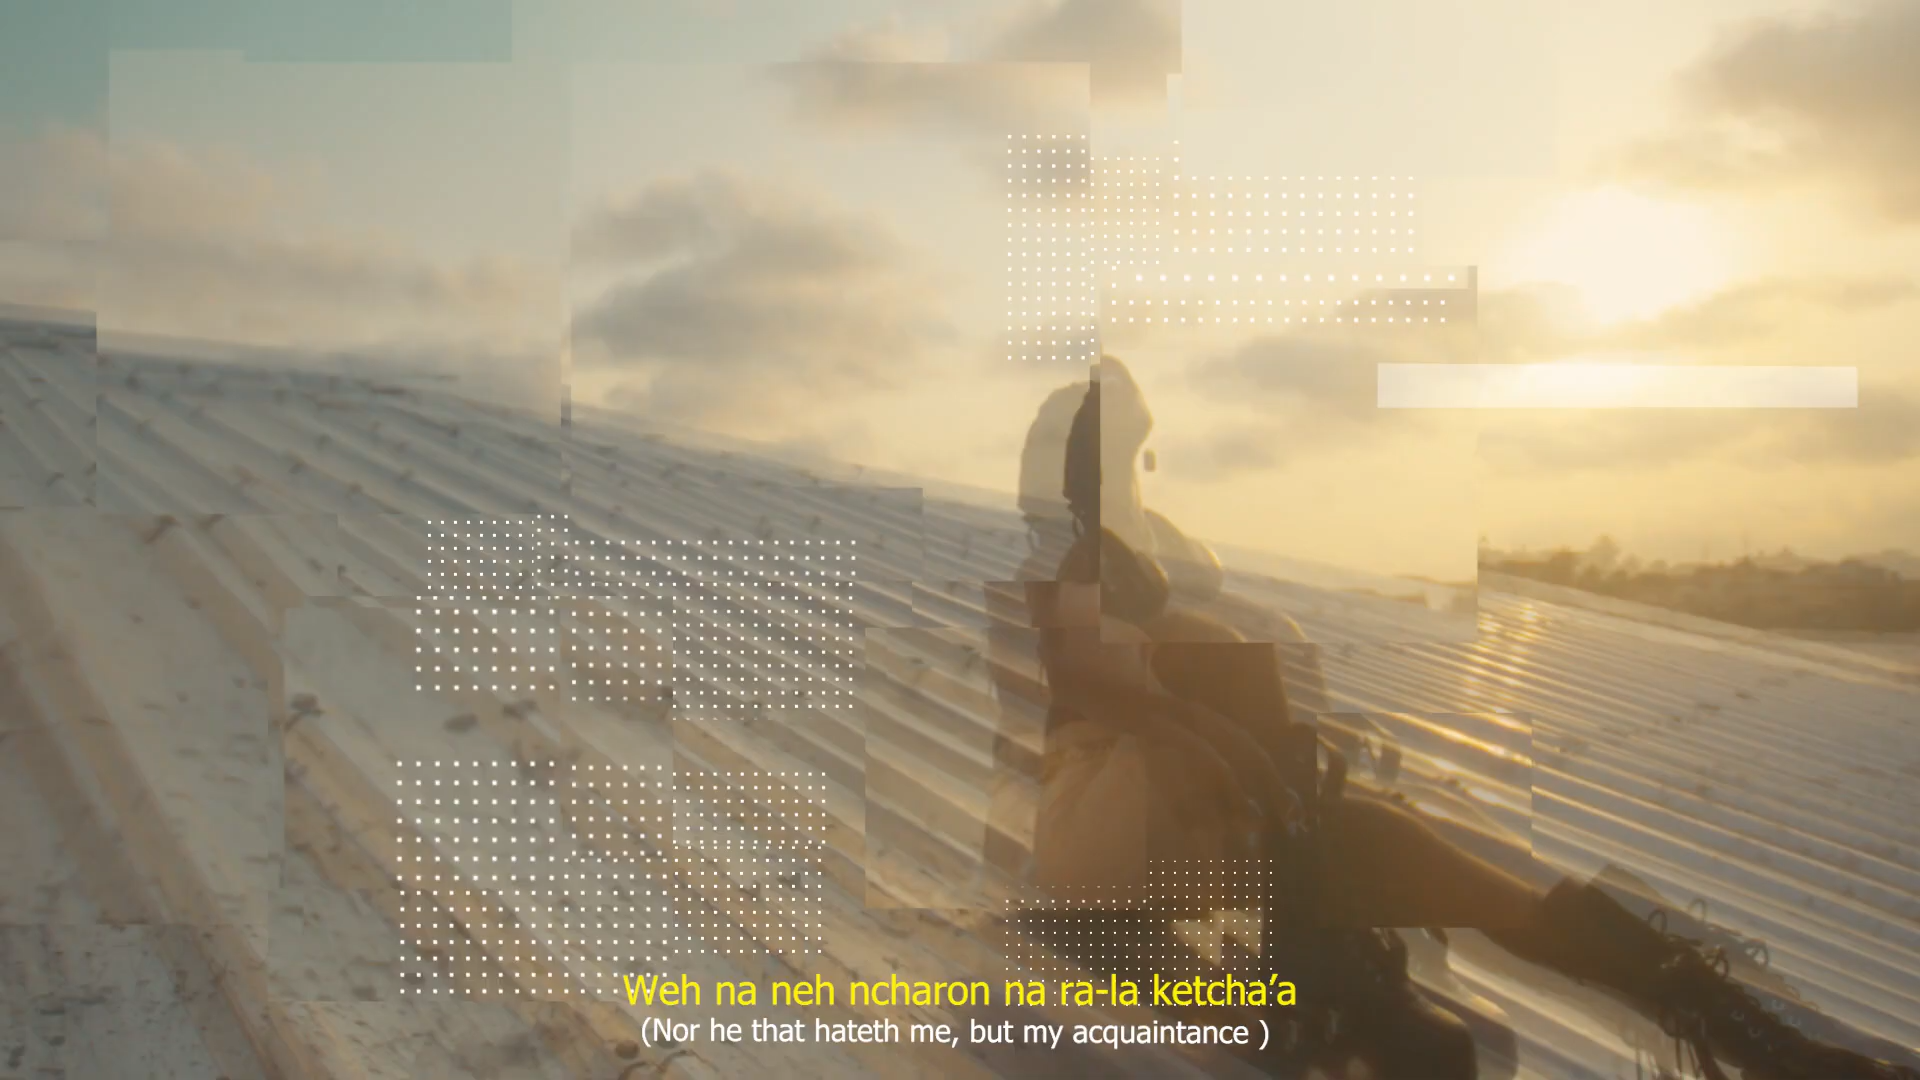 Weh na neh ncharon na ra-la ketcha’a
(Nor he that hateth me, but my acquaintance )